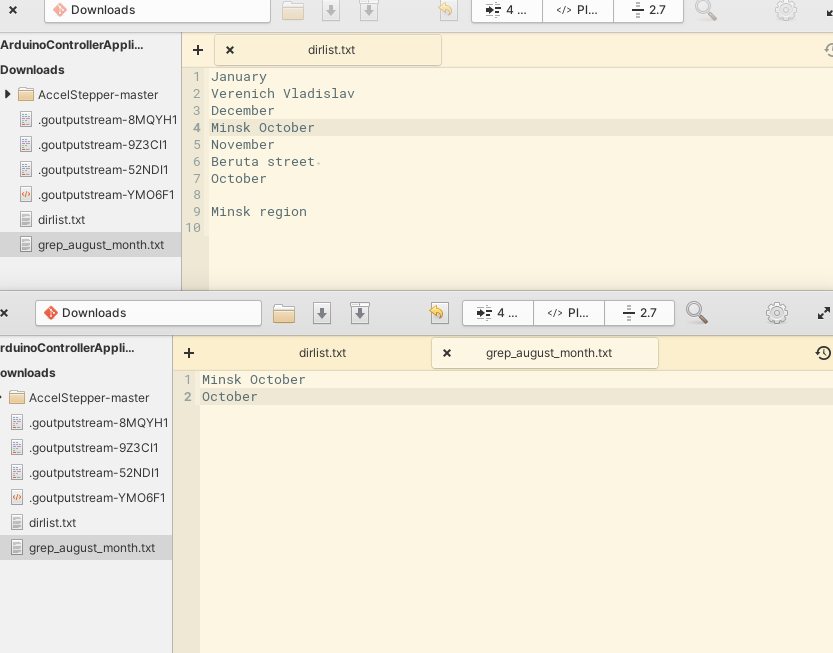 Downloads
4 ...
</> Pl...
2.7
ArduinoControllerAppli...
Downloads
AccelStepper-master
.goutputstream-8MQYH1
.goutputstream-9Z3CI1
.goutputstream-52NDI1
.goutputstream-YMO6F1
dirlist.txt
grep_august_month.txt
dirlist.txt
1 January
2 Verenich Vladislav
3 December
4 Minsk October
5 November
6 Beruta street
7 October
8
9 Minsk region
10
Downloads
4 ...
</> Pl...
2.7
rduinoControllerAppli...
ownloads
AccelStepper-master
.goutputstream-8MQYH1
.goutputstream-9Z3CI1
.goutputstream-52NDI1
.goutputstream-YMO6F1
dirlist.txt
grep_august_month.txt
dirlist.txt
grep_august_month.txt
1 Minsk October
2 October